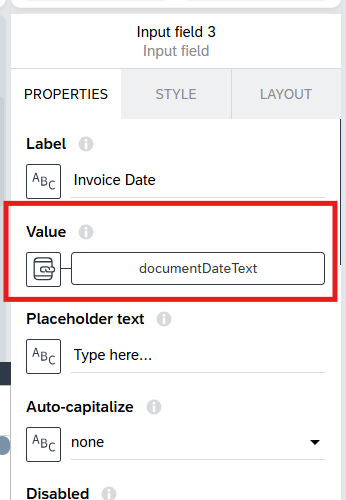 Input field 3
Input field
PROPERTIES STYLE LAYOUT
Label i
ABC Invoice Date
Value i
documentDateText
Placeholder text i
ABC Type here...
Auto-capitalize i
ABC none
Disabled i